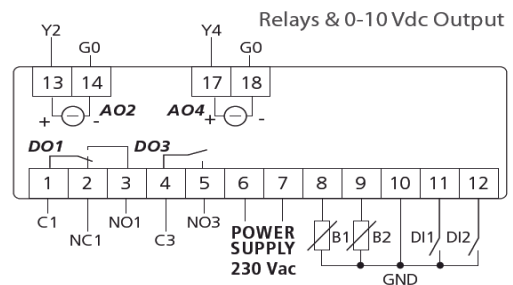 Relays & 0-10 Vdc Output
Y2 Y4
G0 G0
13 14 17 18
+ - AO2 AO4 + -
DO1 DO3
1 2 3 4 5 6 7 8 9 10 11 12
C1 NO1 NO3 B1 B2 DI1 DI2
NC1 C3 POWER
SUPPLY
230 Vac
GND